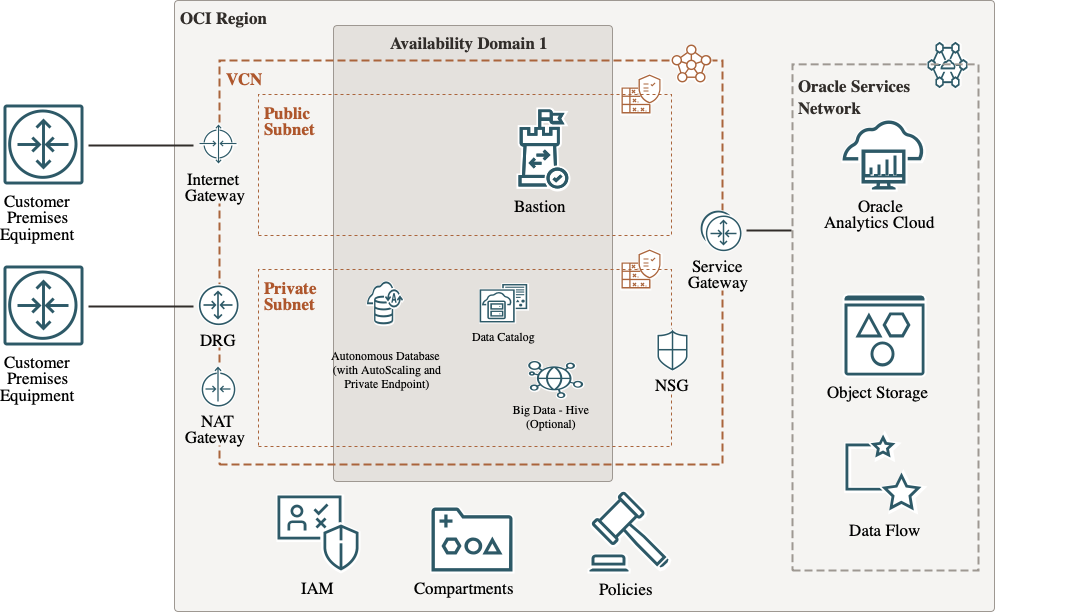 OCI Region
Availability Domain 1
VCN
Public
Subnet
Bastion
Customer
Premises
Equipment
Internet
Gateway
Customer
Premises
Equipment
DRG
NAT
Gateway
Private
Subnet
Autonomous Database
(with AutoScaling and
Private Endpoint)
Data Catalog
Big Data - Hive
(Optional)
NSG
Service
Gateway
Oracle Services
Network
Oracle
Analytics Cloud
Object Storage
Data Flow
IAM
Compartments
Policies